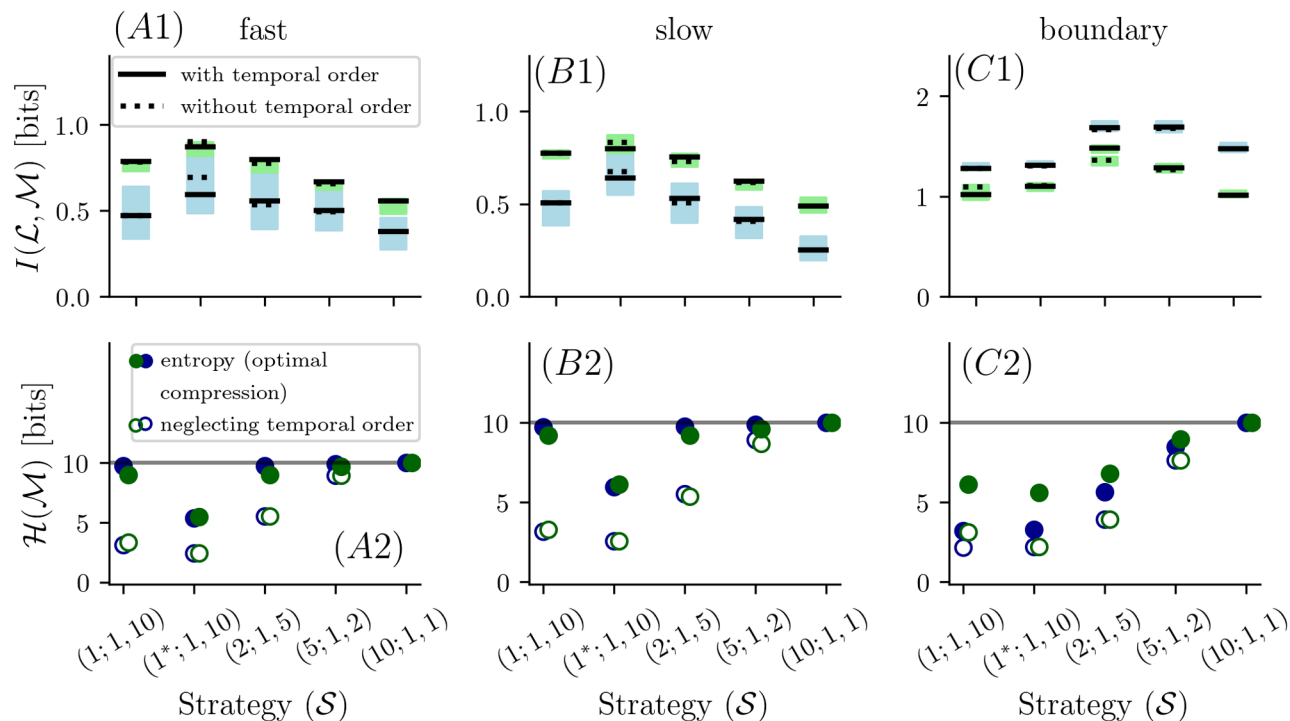 (A1) fast
slow
boundary
with temporal order
without temporal order
(B1)
(C1)
I(ℒ, ℳ) [bits]
1.0
0.5
0.0
1.0
0.5
0.0
2
1
0
entropy (optimal
compression)
neglecting temporal order
(A2)
(B2)
(C2)
ℋ(ℳ) [bits]
10
5
0
10
5
0
10
5
0
(1; 1, 10)
(1*; 1, 10)
(2; 1, 5)
(5; 1, 2)
(10; 1, 1)
(1; 1, 10)
(1*; 1, 10)
(2; 1, 5)
(5; 1, 2)
(10; 1, 1)
(1; 1, 10)
(1*; 1, 10)
(2; 1, 5)
(5; 1, 2)
(10; 1, 1)
Strategy (𝒮)
Strategy (𝒮)
Strategy (𝒮)